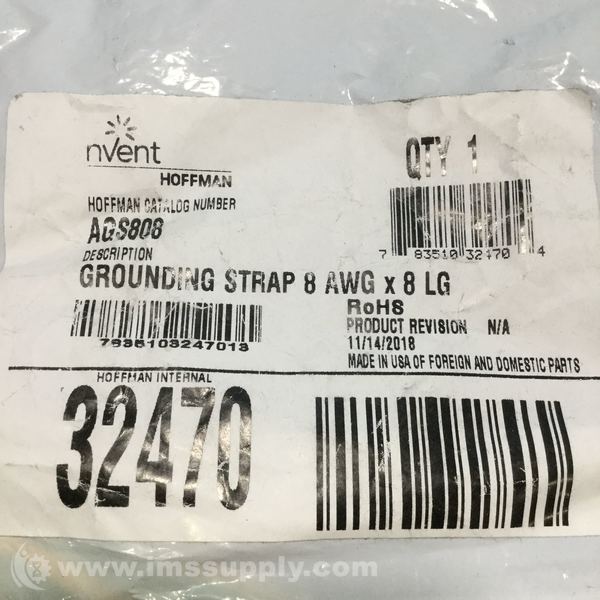 nVent
HOFFMAN
QTY 1
HOFFMAN CATALOG NUMBER
AGS808
7 83510 32470 4
DESCRIPTION
GROUNDING STRAP 8 AWG x 8 LG
RoHS
PRODUCT REVISION N/A
7835103247013
11/14/2018
MADE IN USA OF FOREIGN AND DOMESTIC PARTS
HOFFMAN INTERNAL
32470
www.imssupply.com